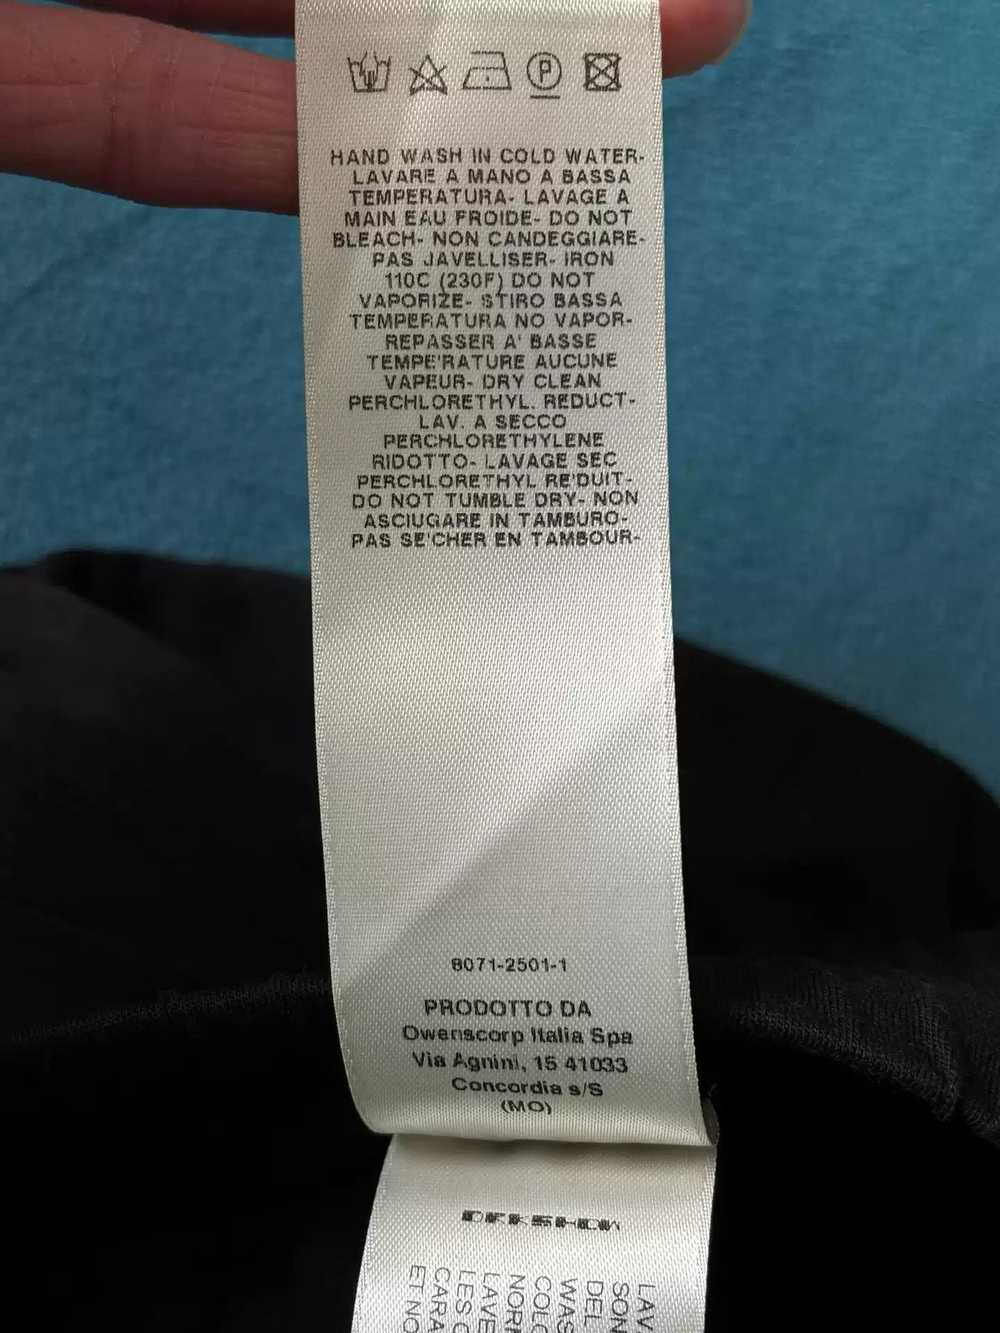 P
HAND WASH IN COLD WATER-
LAVARE A MANO A BASSA
TEMPERATURA- LAVAGE A
MAIN EAU FROIDE- DO NOT
BLEACH- NON CANDEGGIARE-
PAS JAVELLISER- IRON
110C (230F) DO NOT
VAPORIZE- STIRO BASSA
TEMPERATURA NO VAPOR-
REPASSER A' BASSE
TEMPE'RATURE AUCUNE
VAPEUR- DRY CLEAN
PERCHLORETHYL. REDUCT-
LAV. A SECCO
PERCHLORETHYLENE
RIDOTTO- LAVAGE SEC
PERCHLORETHYL RE'DUIT-
DO NOT TUMBLE DRY- NON
ASCIUGARE IN TAMBURO-
PAS SE'CHER EN TAMBOUR-
8071-2501-1
PRODOTTO DA
Owenscorp Italia Spa
Via Agnini, 15 41033
Concordia s/S
(MO)
DRKSHDW
DEL
ET NO